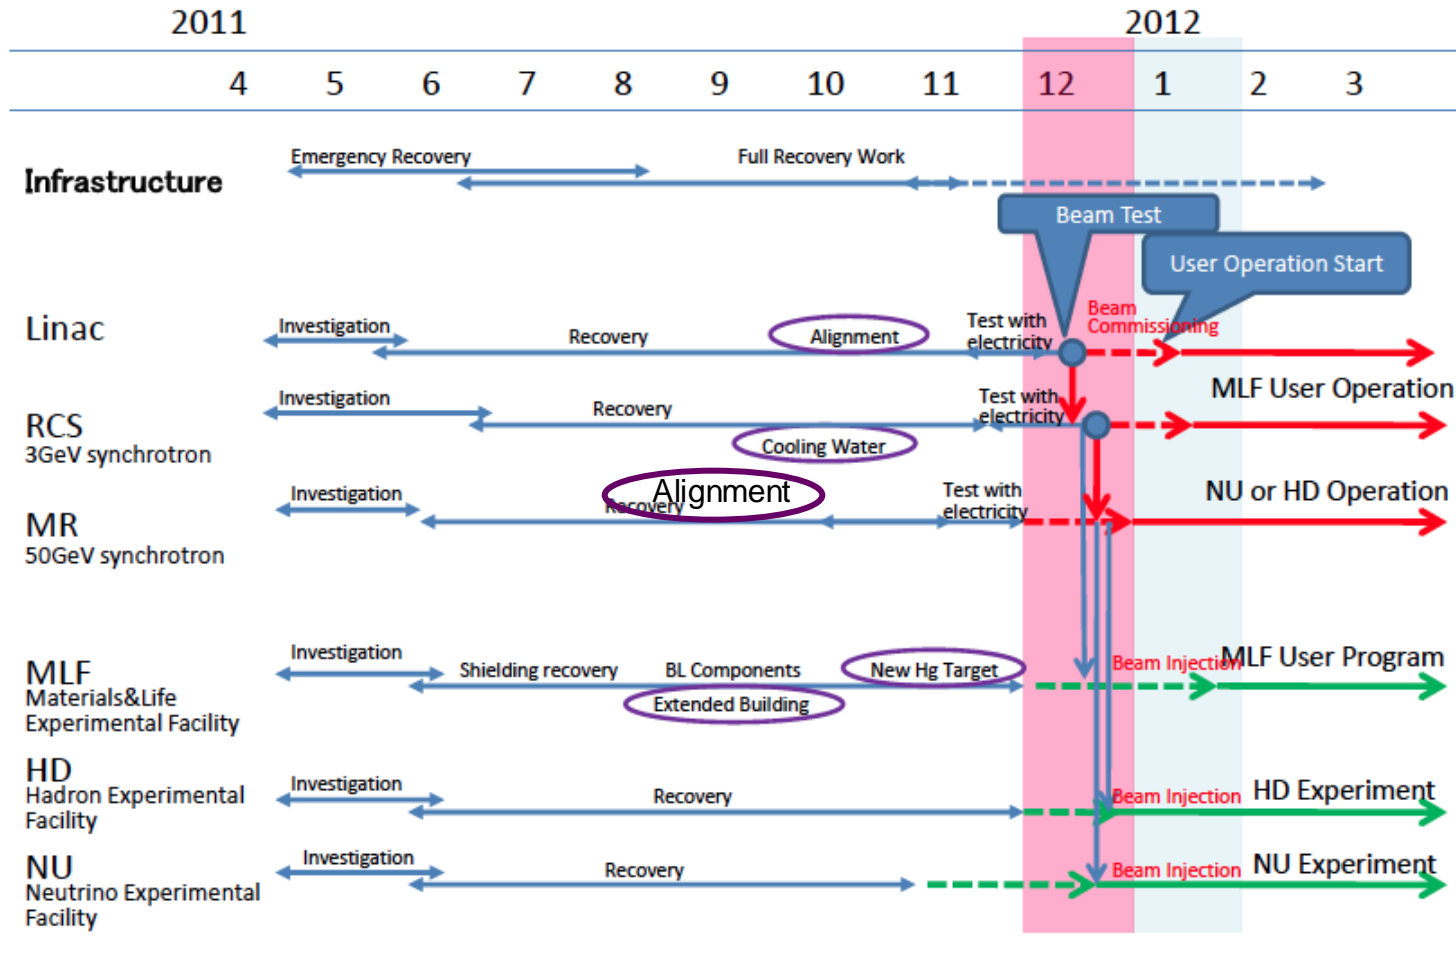 2011 2012
4 5 6 7 8 9 10 11 12 1 2 3
Infrastructure
Emergency Recovery
Full Recovery Work
Beam Test
User Operation Start
Linac
Investigation
Recovery
Alignment
Test with
electricity
Beam
Commissioning
MLF User Operation
RCS
3GeV synchrotron
Investigation
Recovery
Cooling Water
Test with
electricity
MR
50GeV synchrotron
Investigation
Alignment
Recovery
Test with
electricity
NU or HD Operation
MLF
Materials&Life
Experimental Facility
Investigation
Shielding recovery
BL Components
New Hg Target
Extended Building
Beam Injection
MLF User Program
HD
Hadron Experimental
Facility
Investigation
Recovery
Beam Injection
HD Experiment
NU
Neutrino Experimental
Facility
Investigation
Recovery
Beam Injection
NU Experiment